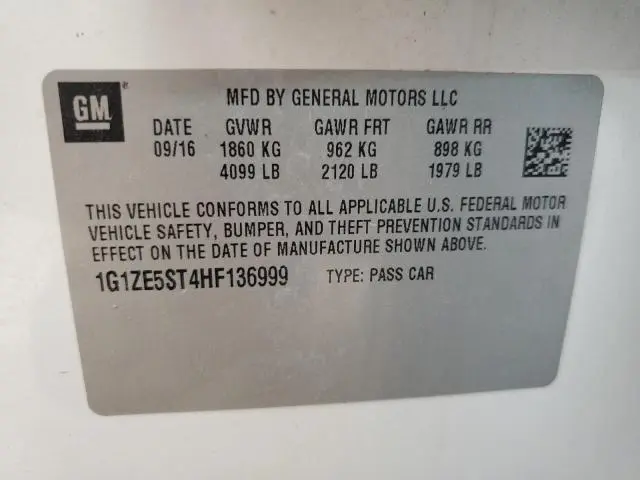 GM ®
MFD BY GENERAL MOTORS LLC
DATE GVWR GAWR FRT GAWR RR
09/16 1860 KG 962 KG 898 KG
4099 LB 2120 LB 1979 LB
THIS VEHICLE CONFORMS TO ALL APPLICABLE U.S. FEDERAL MOTOR
VEHICLE SAFETY, BUMPER, AND THEFT PREVENTION STANDARDS IN
EFFECT ON THE DATE OF MANUFACTURE SHOWN ABOVE.
1G1ZE5ST4HF136999 TYPE: PASS CAR